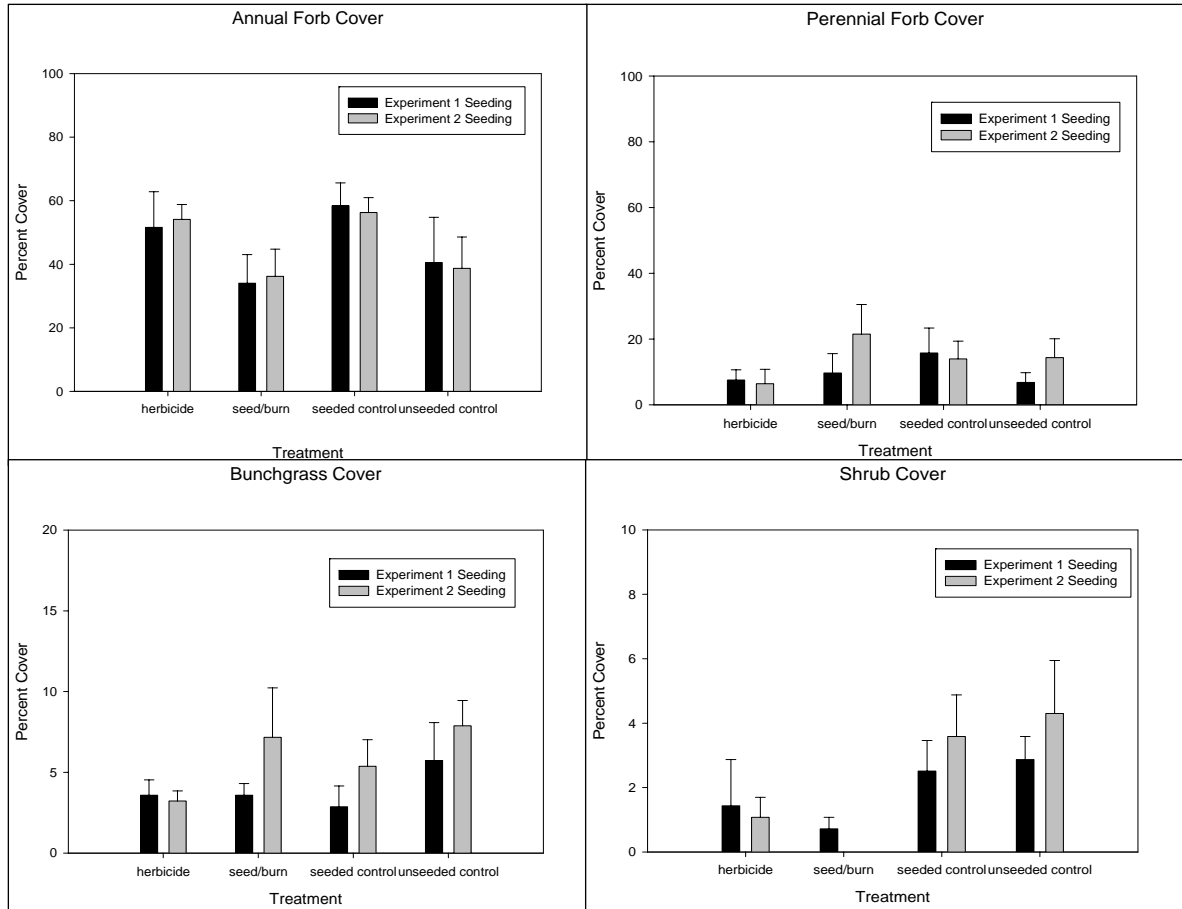 Annual Forb Cover
Percent Cover
100
80
60
40
20
0
Experiment 1 Seeding
Experiment 2 Seeding
herbicide seed/burn seeded control unseeded control
Treatment
Perennial Forb Cover
Percent Cover
100
80
60
40
20
0
Experiment 1 Seeding
Experiment 2 Seeding
herbicide seed/burn seeded control unseeded control
Treatment
Bunchgrass Cover
Percent Cover
20
15
10
5
0
Experiment 1 Seeding
Experiment 2 Seeding
herbicide seed/burn seeded control unseeded control
Treatment
Shrub Cover
Percent Cover
10
8
6
4
2
0
Experiment 1 Seeding
Experiment 2 Seeding
herbicide seed/burn seeded control unseeded control
Treatment